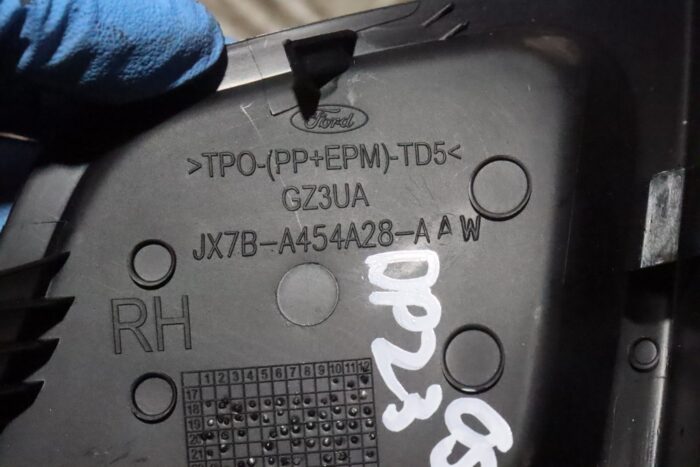 Ford
>TPO-(PP+EPM)-TD5<
GZ3UA
JX7B-A454A28-AAW
RH
DP23
1 2 3 4 5 6 7 8 9 10 11 12
17
18
19
20
21